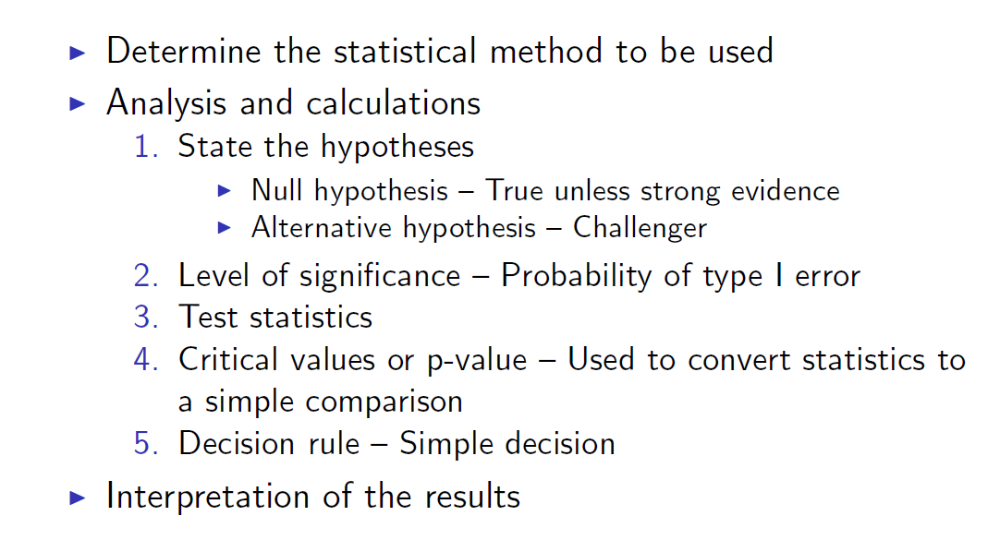 Determine the statistical method to be used
Analysis and calculations
1. State the hypotheses
Null hypothesis – True unless strong evidence
Alternative hypothesis – Challenger
2. Level of significance – Probability of type I error
3. Test statistics
4. Critical values or p-value – Used to convert statistics to
a simple comparison
5. Decision rule – Simple decision
Interpretation of the results